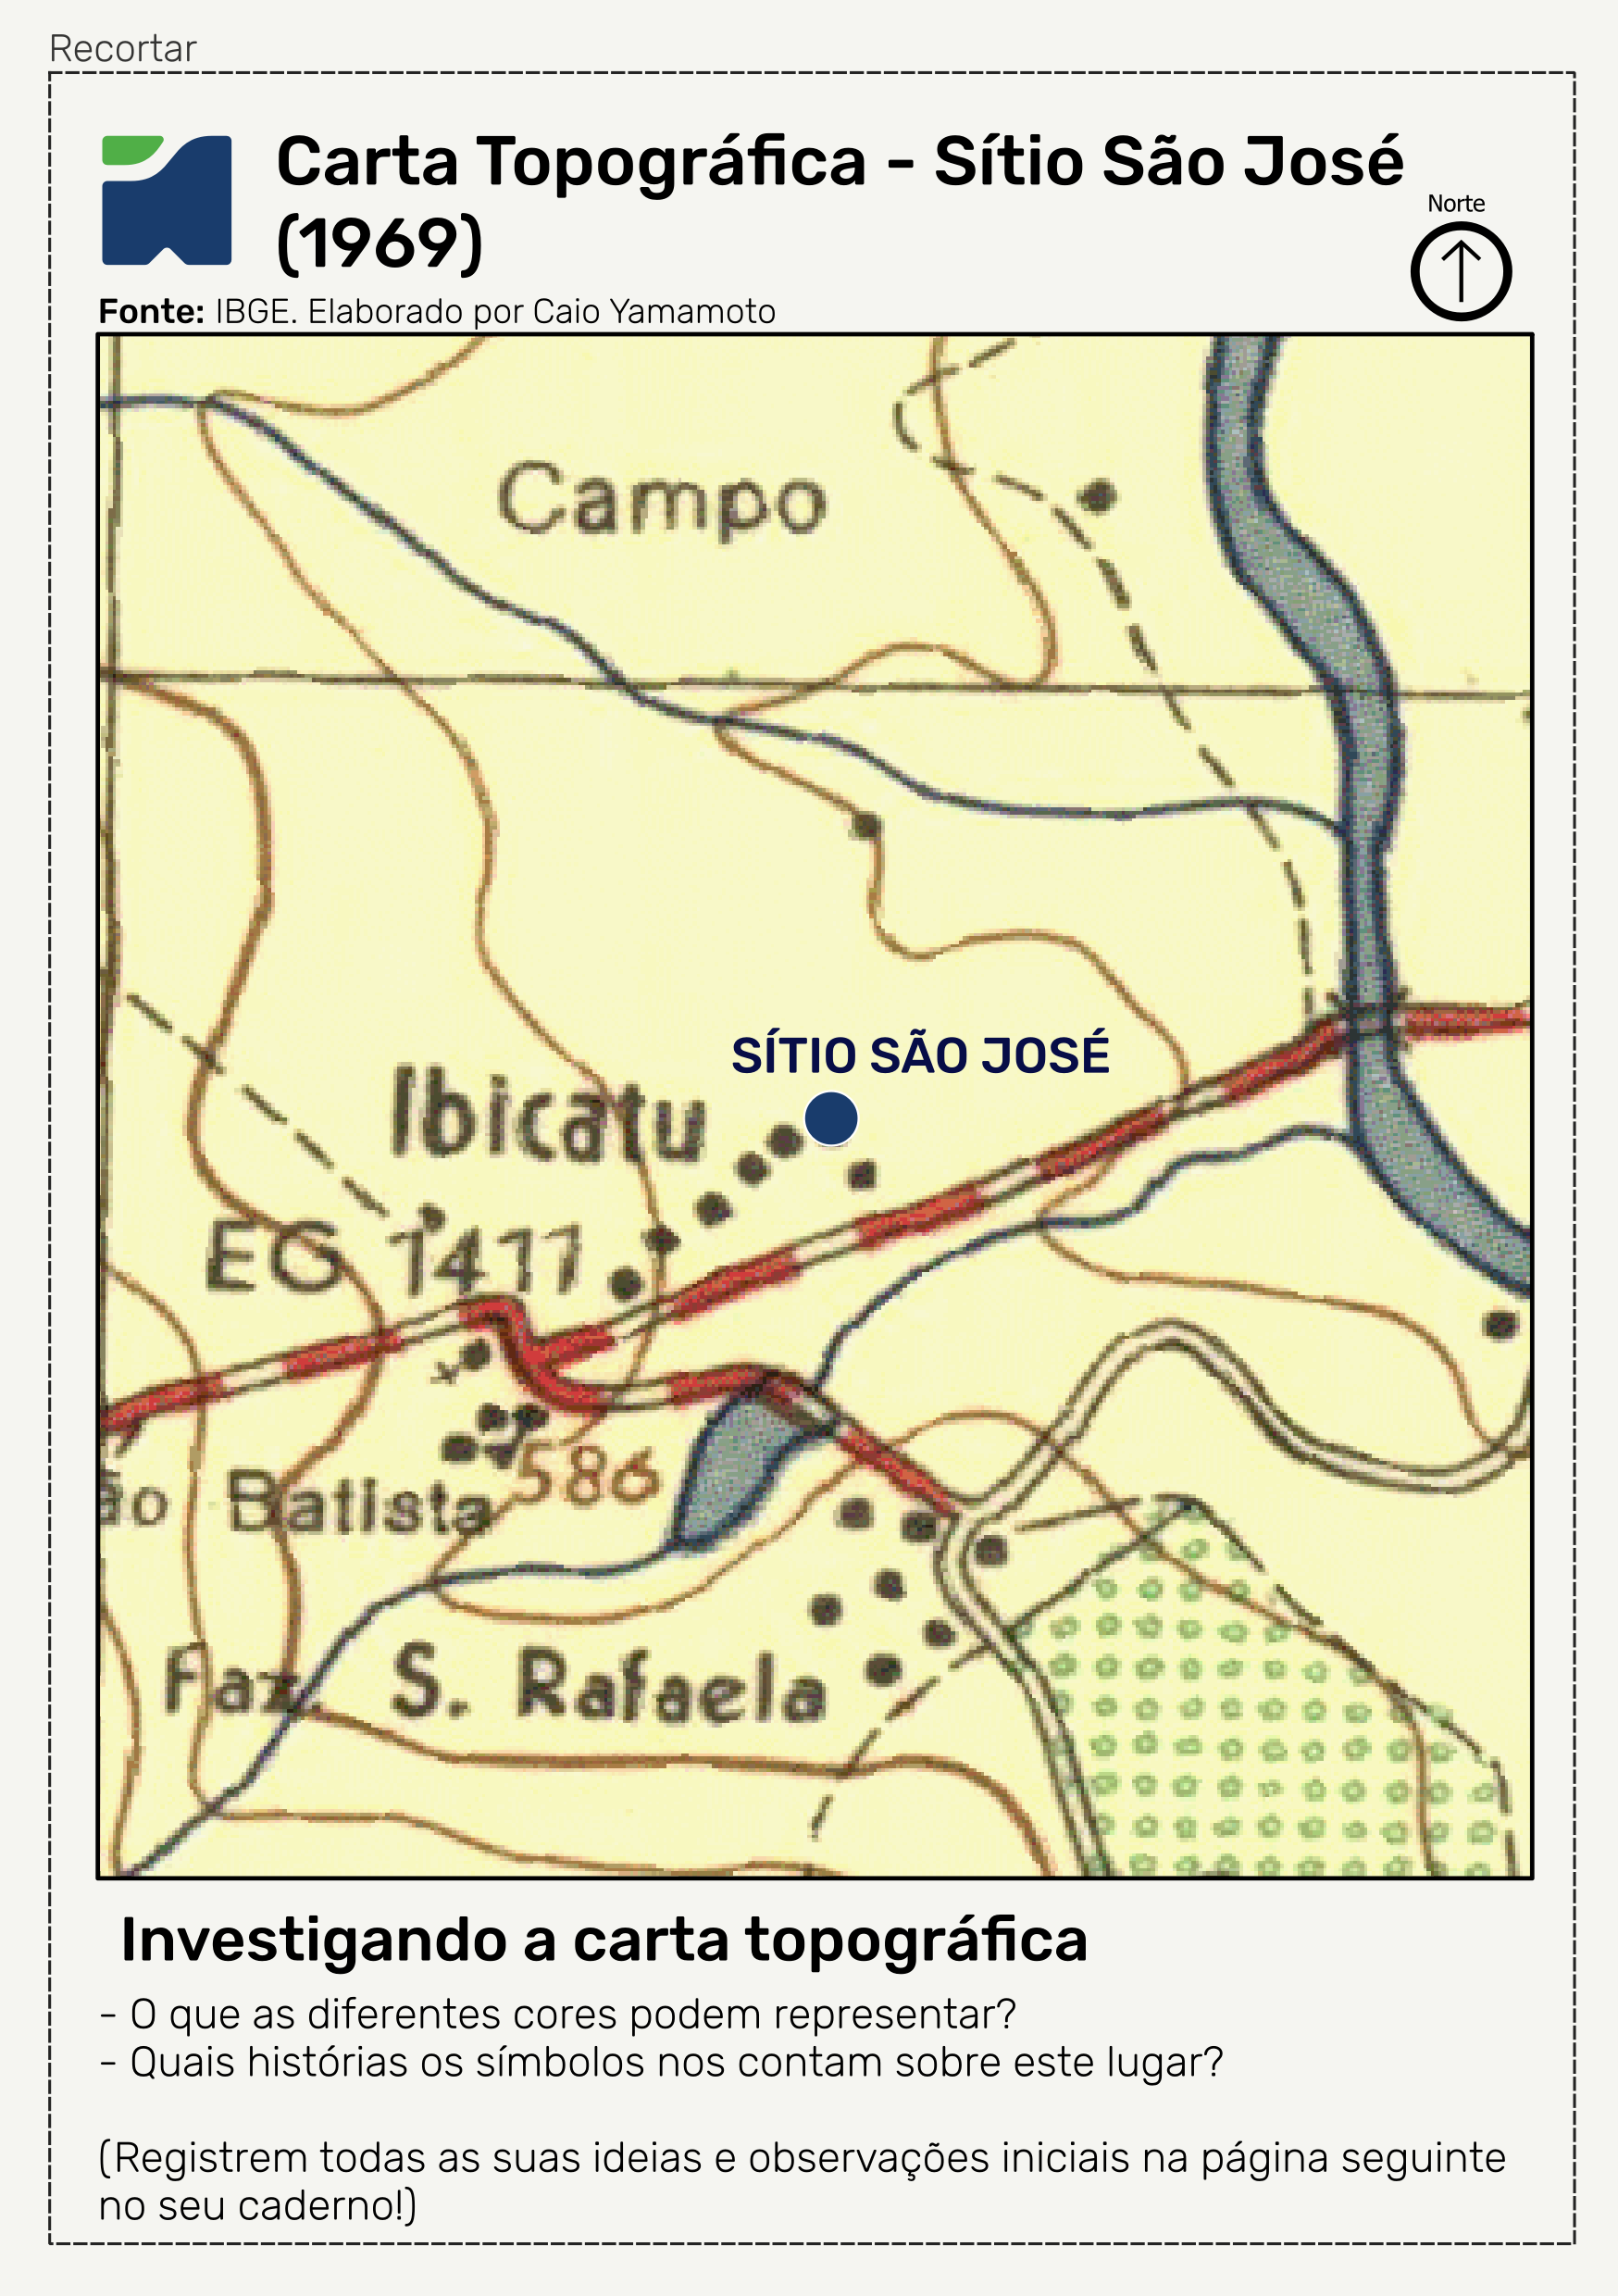 Recortar
Carta Topográfica - Sítio São José
(1969)
Norte
Fonte: IBGE. Elaborado por Caio Yamamoto
Campo
SÍTIO SÃO JOSÉ
Ibicatu
EG 1411
586
ão Batista
Faz. S. Rafaela
Investigando a carta topográfica
- O que as diferentes cores podem representar?
- Quais histórias os símbolos nos contam sobre este lugar?
(Registrem todas as suas ideias e observações iniciais na página seguinte
no seu caderno!)